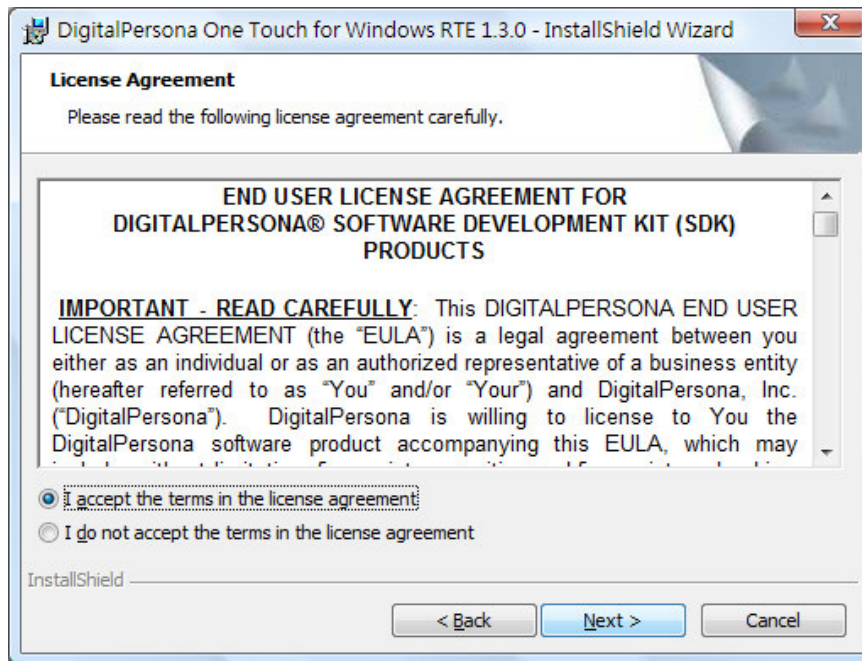 DigitalPersona One Touch for Windows RTE 1.3.0 - InstallShield Wizard
License Agreement
Please read the following license agreement carefully.
END USER LICENSE AGREEMENT FOR
DIGITALPERSONA® SOFTWARE DEVELOPMENT KIT (SDK)
PRODUCTS
IMPORTANT - READ CAREFULLY: This DIGITALPERSONA END USER
LICENSE AGREEMENT (the “EULA”) is a legal agreement between you
either as an individual or as an authorized representative of a business entity
(hereafter referred to as “You” and/or “Your”) and DigitalPersona, Inc.
(“DigitalPersona”). DigitalPersona is willing to license to You the
DigitalPersona software product accompanying this EULA, which may
I accept the terms in the license agreement
I do not accept the terms in the license agreement
InstallShield
< Back
Next >
Cancel